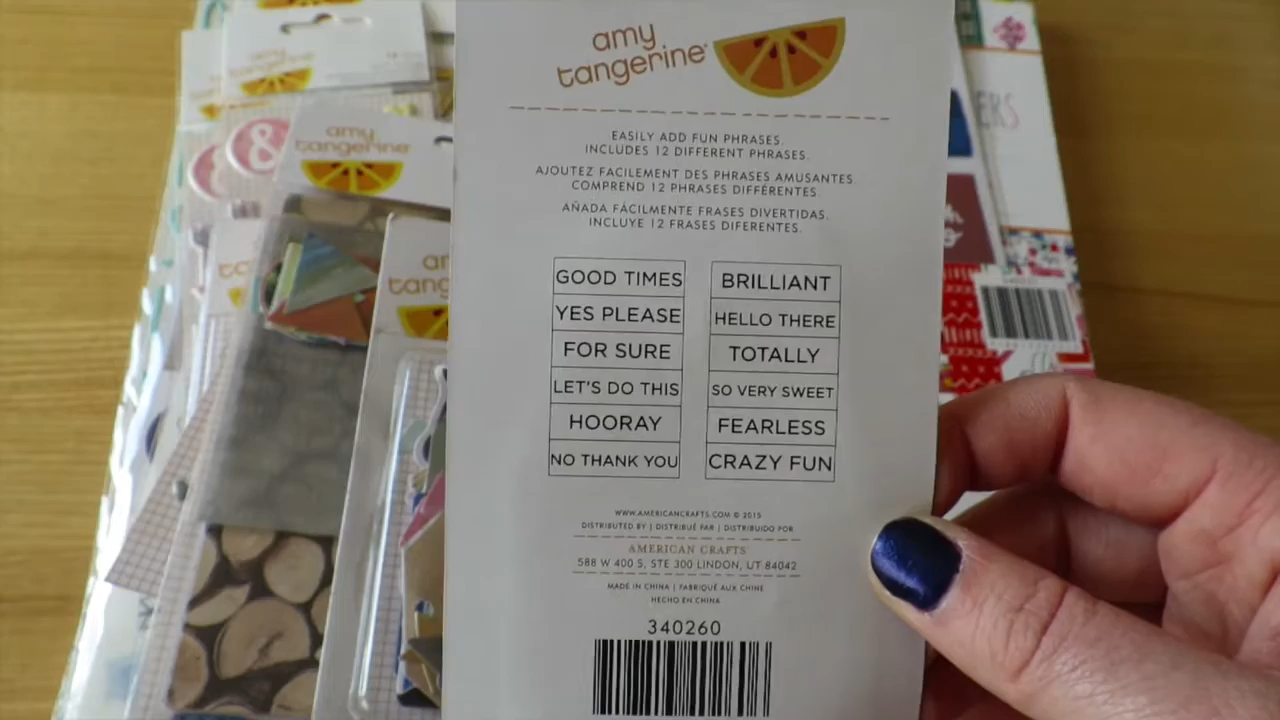 amy
tangerine
EASILY ADD FUN PHRASES.
INCLUDES 12 DIFFERENT PHRASES.
AJOUTEZ FACILEMENT DES PHRASES AMUSANTES.
COMPREND 12 PHRASES DIFFÉRENTES.
AÑADA FÁCILMENTE FRASES DIVERTIDAS.
INCLUYE 12 FRASES DIFERENTES.
GOOD TIMES
YES PLEASE
FOR SURE
LET'S DO THIS
HOORAY
NO THANK YOU
BRILLIANT
HELLO THERE
TOTALLY
SO VERY SWEET
FEARLESS
CRAZY FUN
WWW.AMERICANCRAFTS.COM © 2015
DISTRIBUTED BY | DISTRIBUÉ PAR | DISTRIBUIDO POR
AMERICAN CRAFTS
588 W 400 S, STE 300 LINDON, UT 84042
MADE IN CHINA | FABRIQUÉ AUX CHINE
HECHO EN CHINA
340260
amy
tangerine
&